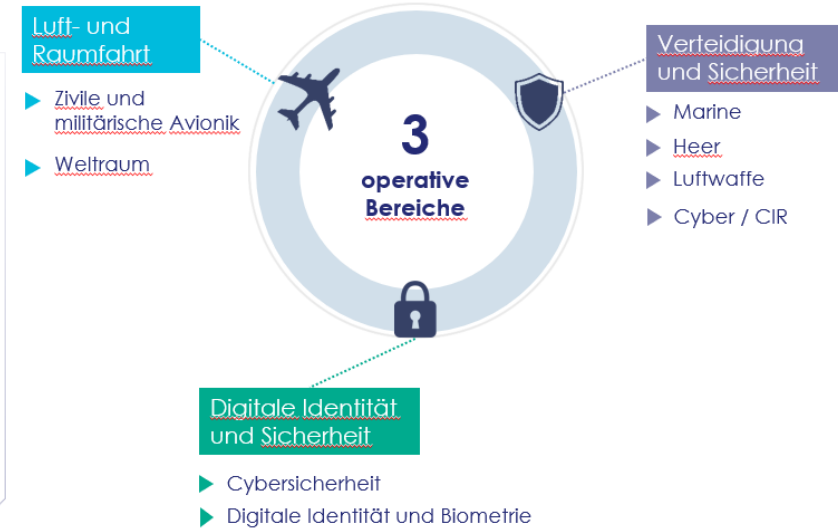 Luft- und
Raumfahrt
Zivile und
militärische Avionik
Weltraum
3
operative
Bereiche
Verteidigung
und Sicherheit
Marine
Heer
Luftwaffe
Cyber / CIR
Digitale Identität
und Sicherheit
Cybersicherheit
Digitale Identität und Biometrie